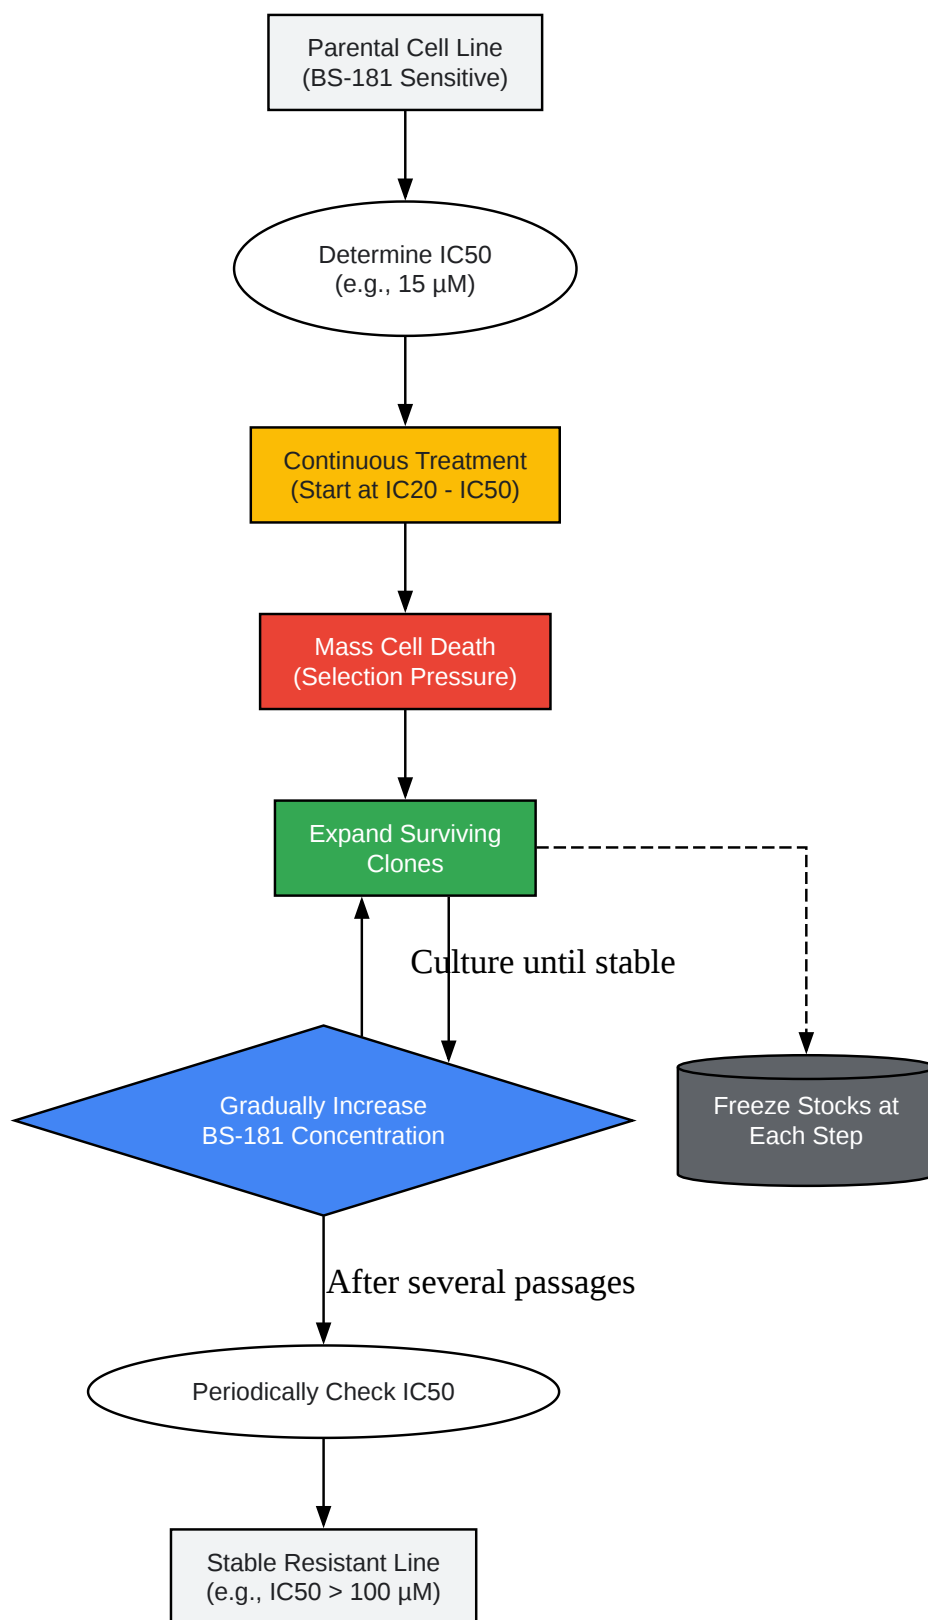 Parental Cell Line
(BS-181 Sensitive)
Determine IC50
(e.g., 15 µM)
Continuous Treatment
(Start at IC20 - IC50)
Mass Cell Death
(Selection Pressure)
Expand Surviving
Clones
Culture until stable
Gradually Increase
BS-181 Concentration
Freeze Stocks at
Each Step
After several passages
Periodically Check IC50
Stable Resistant Line
(e.g., IC50 > 100 µM)